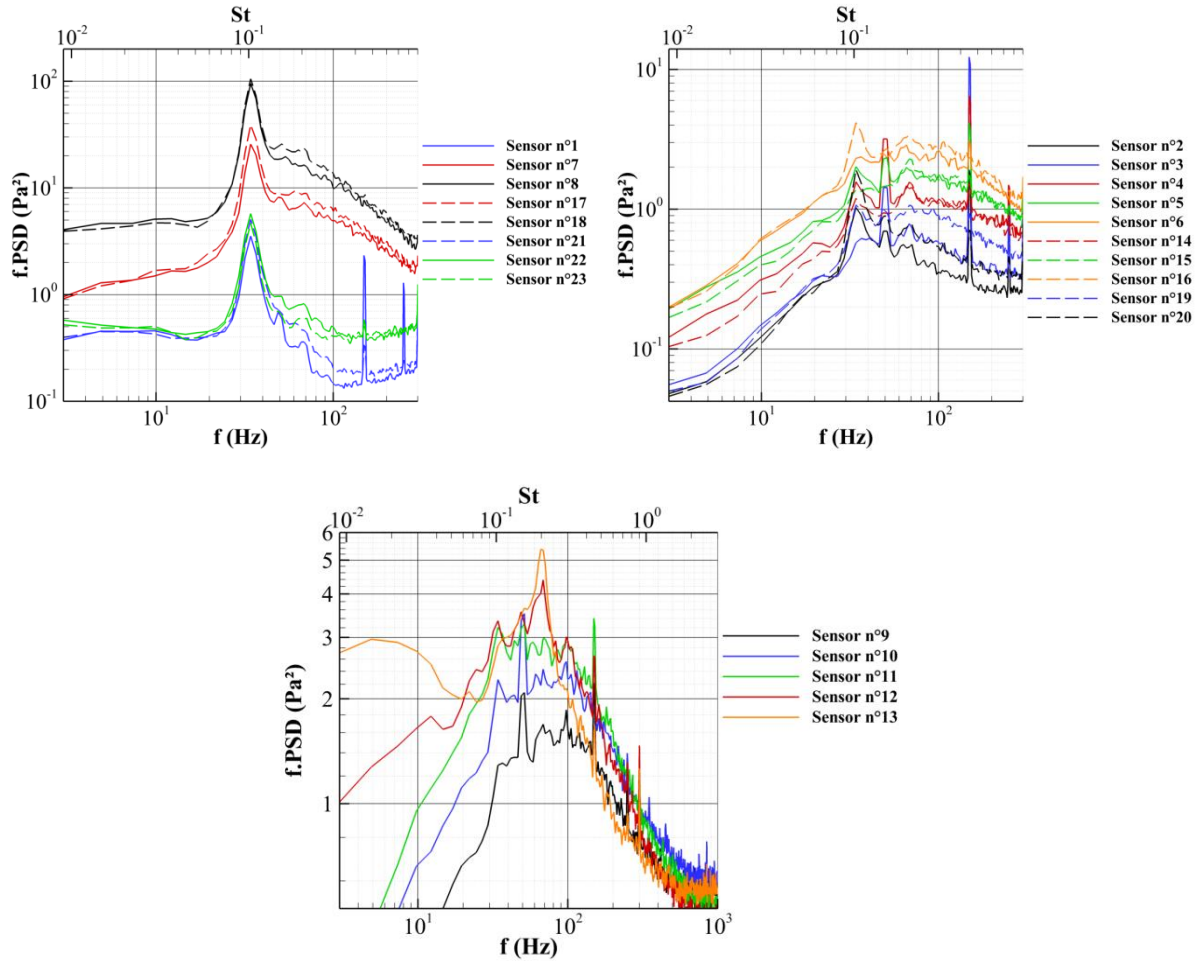 St
10⁻² 10⁻¹
f.PSD (Pa²)
10²
10¹
10⁰
10⁻¹
10¹ 10²
f (Hz)
Sensor n°1
Sensor n°7
Sensor n°8
Sensor n°17
Sensor n°18
Sensor n°21
Sensor n°22
Sensor n°23
St
10⁻² 10⁻¹
f.PSD (Pa²)
10¹
10⁰
10⁻¹
10¹ 10²
f (Hz)
Sensor n°2
Sensor n°3
Sensor n°4
Sensor n°5
Sensor n°6
Sensor n°14
Sensor n°15
Sensor n°16
Sensor n°19
Sensor n°20
St
10⁻² 10⁻¹ 10⁰
f.PSD (Pa²)
6
5
4
3
2
1
10¹ 10² 10³
f (Hz)
Sensor n°9
Sensor n°10
Sensor n°11
Sensor n°12
Sensor n°13